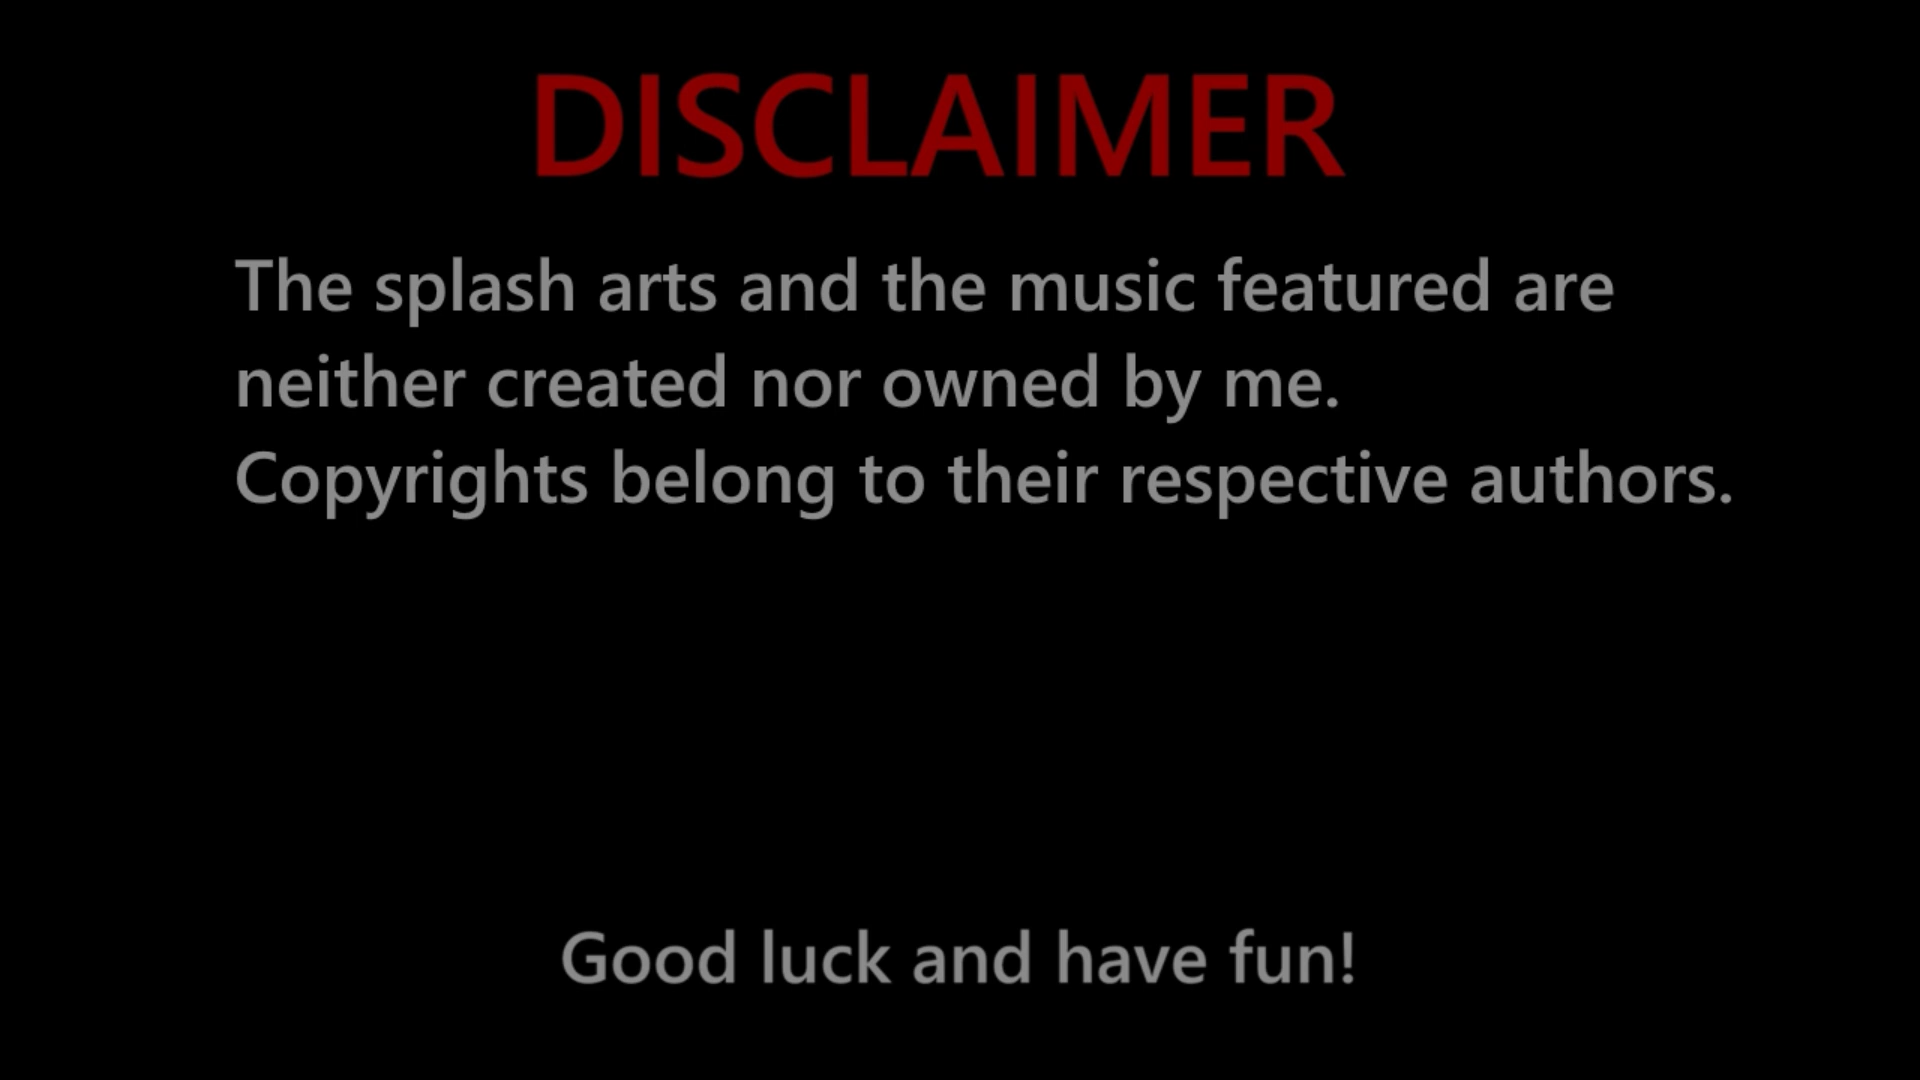 DISCLAIMER
The splash arts and the music featured are
neither created nor owned by me.
Copyrights belong to their respective authors.
Good luck and have fun!